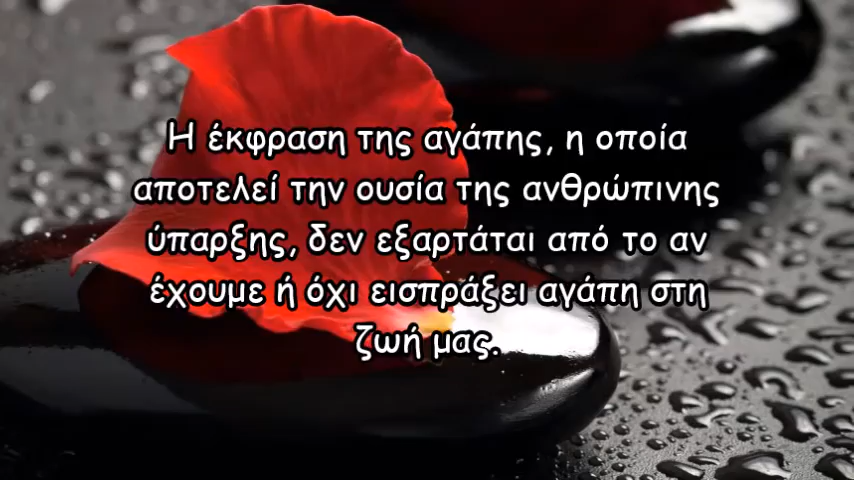 Η έκφραση της αγάπης, η οποία
αποτελεί την ουσία της ανθρώπινης
ύπαρξης, δεν εξαρτάται από το αν
έχουμε ή όχι εισπράξει αγάπη στη
ζωή μας.